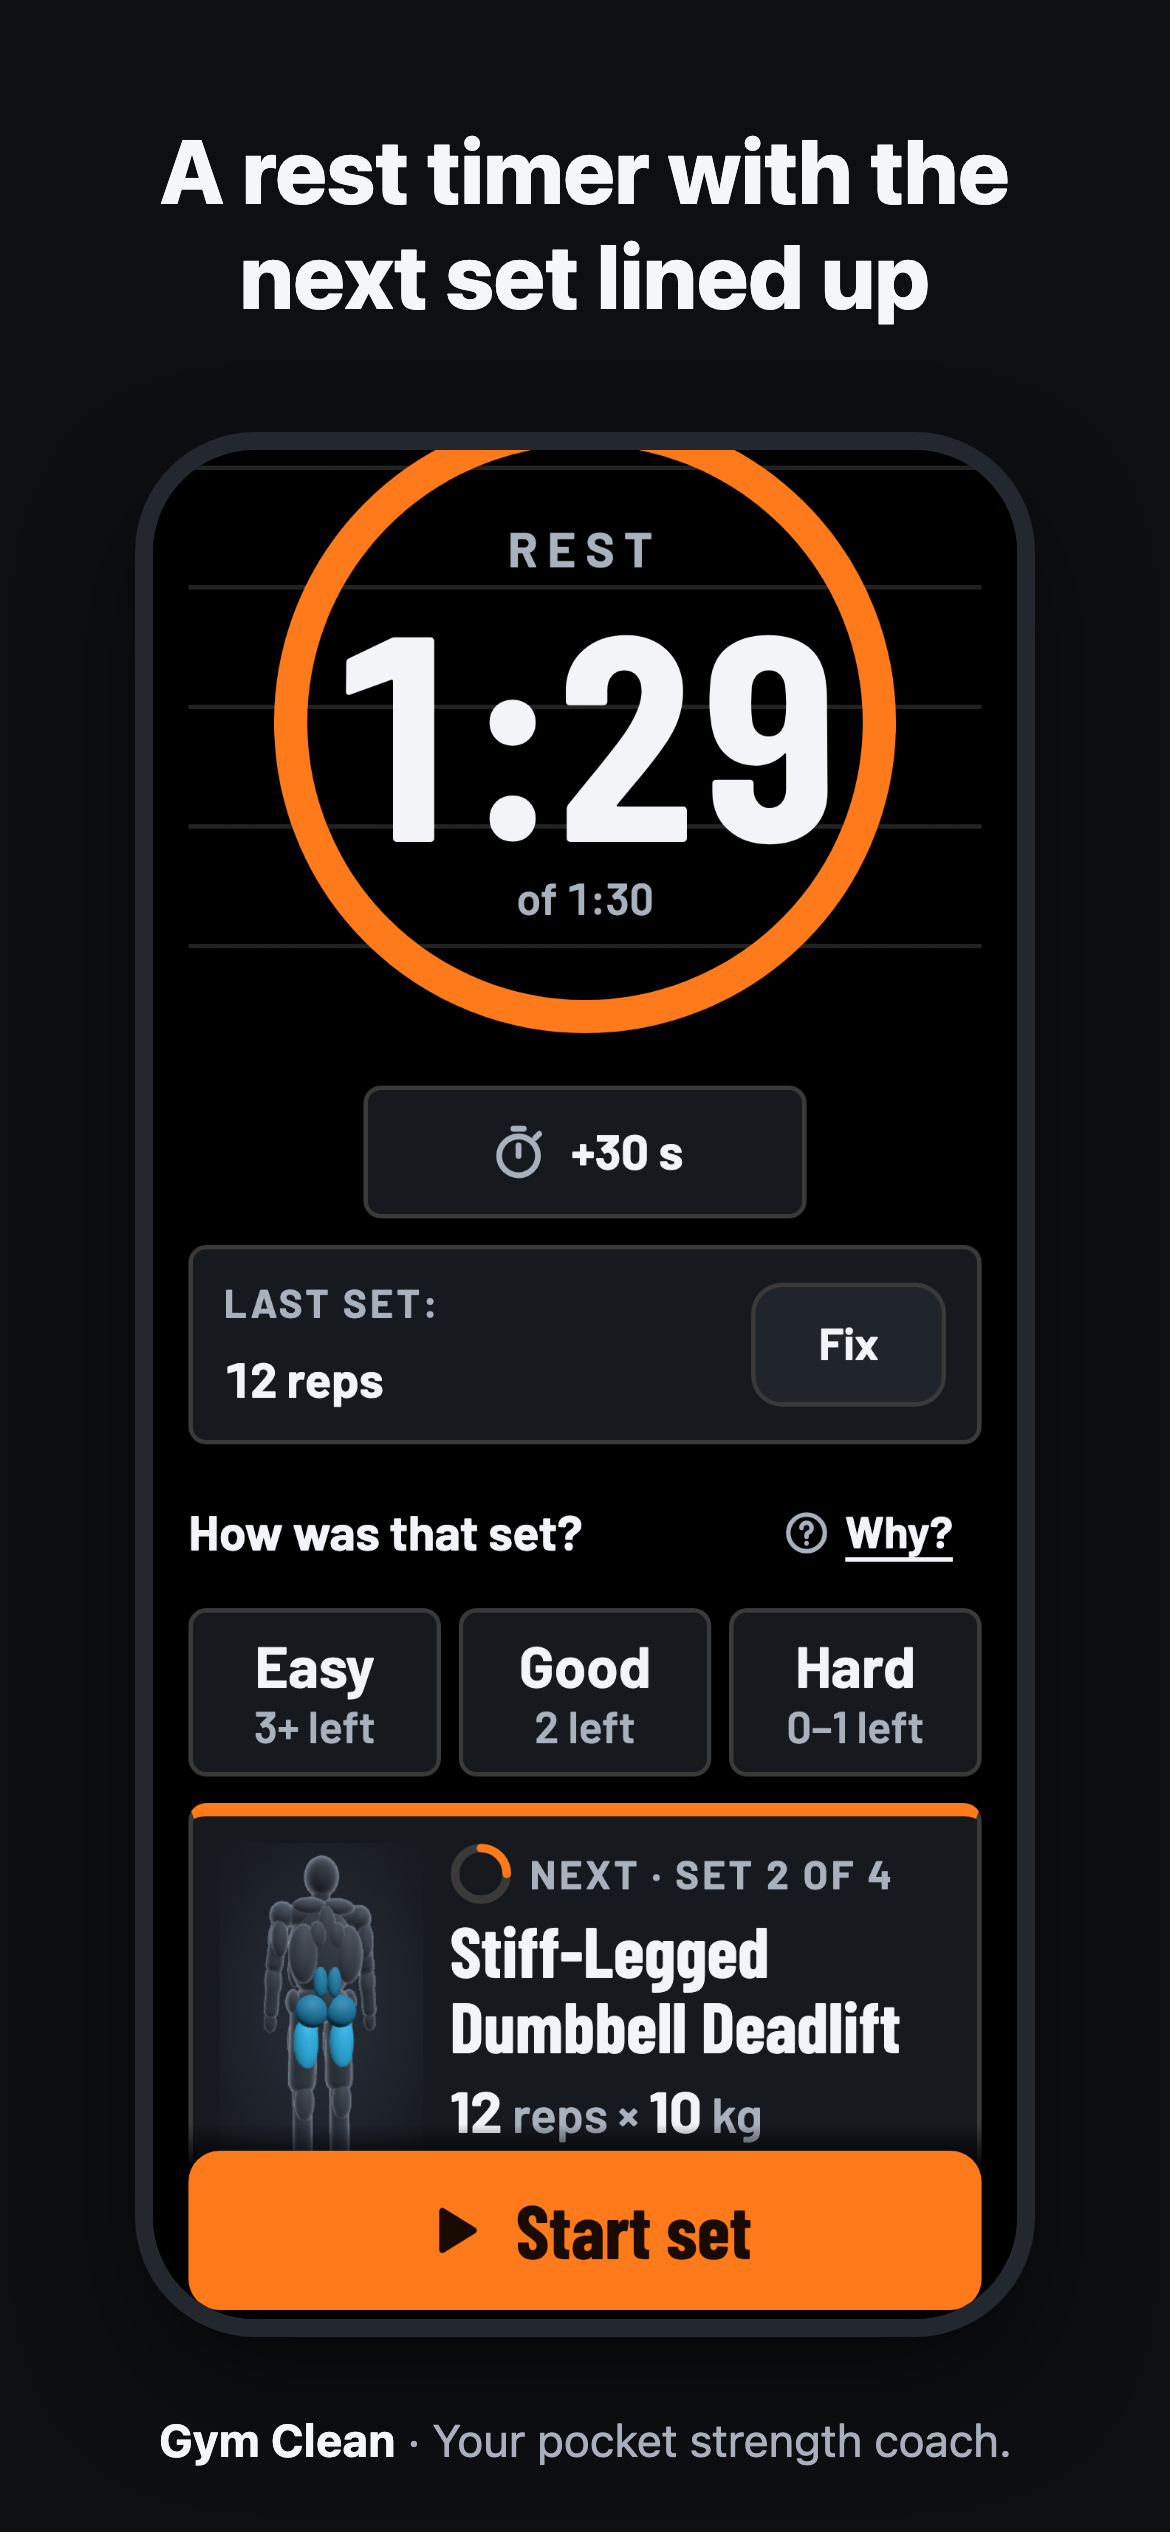 A rest timer with the
next set lined up
REST
1:29
of 1:30
+30 s
LAST SET:
12 reps
Fix
How was that set?
Why?
Easy
3+ left
Good
2 left
Hard
0–1 left
NEXT · SET 2 OF 4
Stiff-Legged
Dumbbell Deadlift
12 reps × 10 kg
Start set
Gym Clean · Your pocket strength coach.